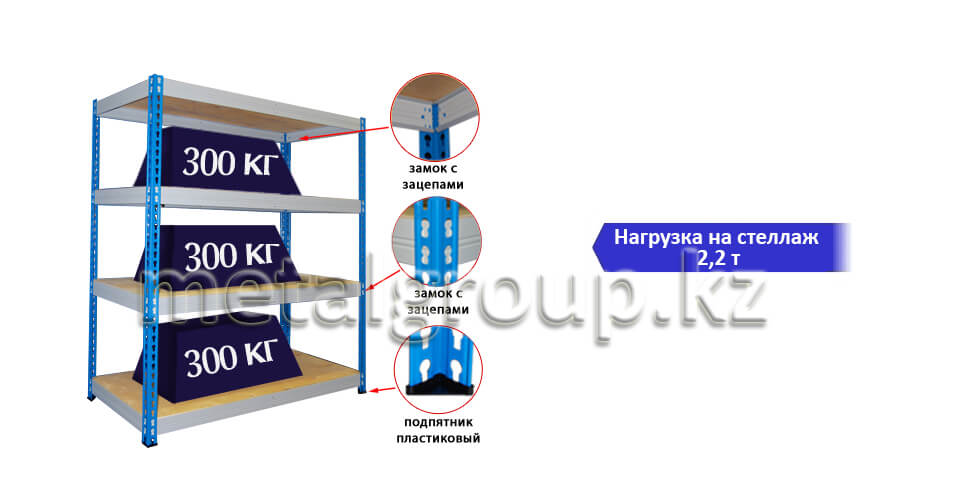 300 кг
замок с
зацепами
300 кг
замок с
зацепами
300 кг
подпятник
пластиковый
Нагрузка на стеллаж
2,2 т
metalgroup.kz